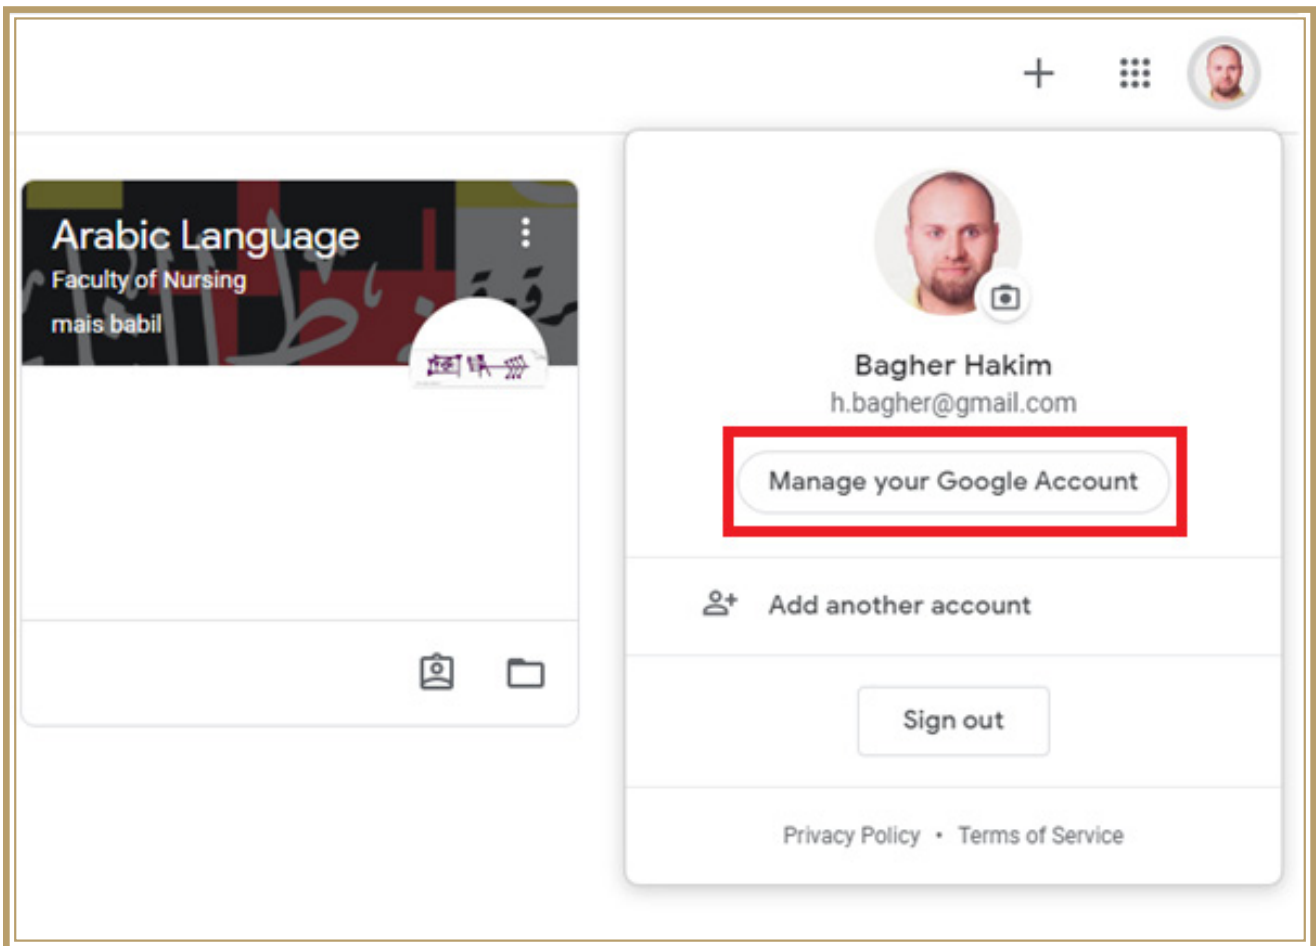 Arabic Language
Faculty of Nursing
mais babil
Bagher Hakim
h.bagher@gmail.com
Manage your Google Account
Add another account
Sign out
Privacy Policy • Terms of Service